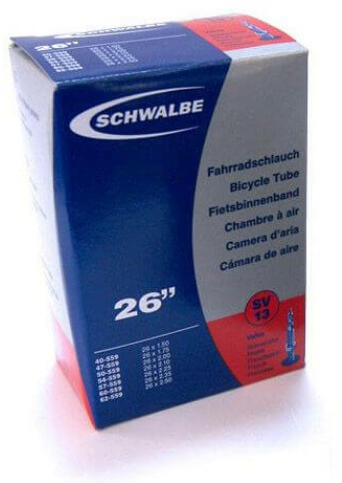 26”
SCHWALBE
Fahrradschlauch
Bicycle Tube
Fietsbinnenband
Chambre à air
Camera d'aria
Cámara de aire
26”
SV
13
40-559 26 x 1.50
47-559 26 x 1.75
50-559 26 x 2.00
50-559 26 x 2.10
54-559 26 x 2.25
57-559 26 x 2.35
60-559 26 x 2.50
62-559